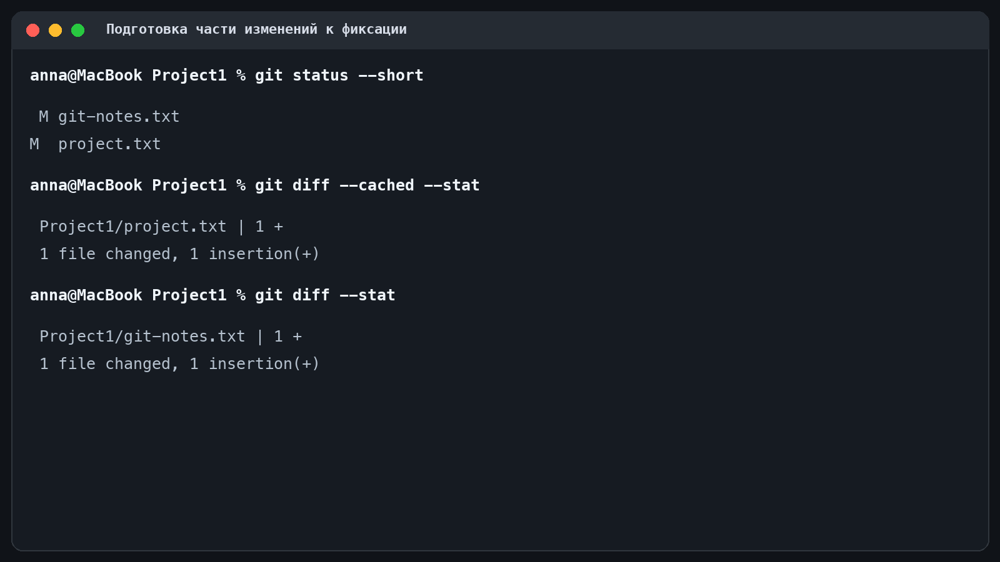 Подготовка части изменений к фиксации
anna@MacBook Project1 % git status --short
 M git-notes.txt
M  project.txt
anna@MacBook Project1 % git diff --cached --stat
 Project1/project.txt | 1 +
 1 file changed, 1 insertion(+)
anna@MacBook Project1 % git diff --stat
 Project1/git-notes.txt | 1 +
 1 file changed, 1 insertion(+)